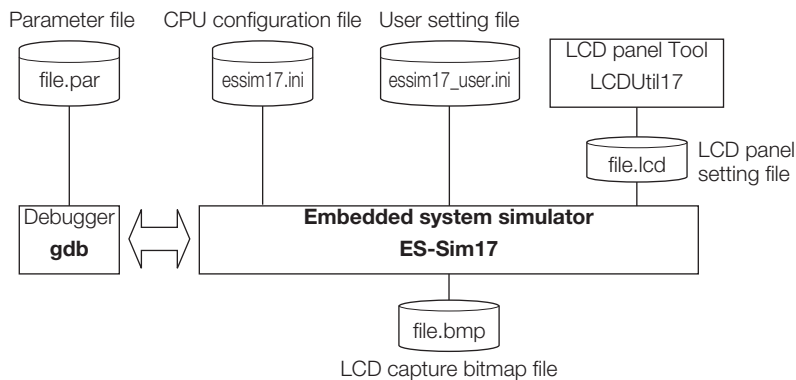 Parameter file
CPU configuration file
User setting file
file.par
essim17.ini
essim17_user.ini
LCD panel Tool
LCDUtil17
file.lcd
LCD panel
setting file
Debugger
gdb
Embedded system simulator
ES-Sim17
file.bmp
LCD capture bitmap file